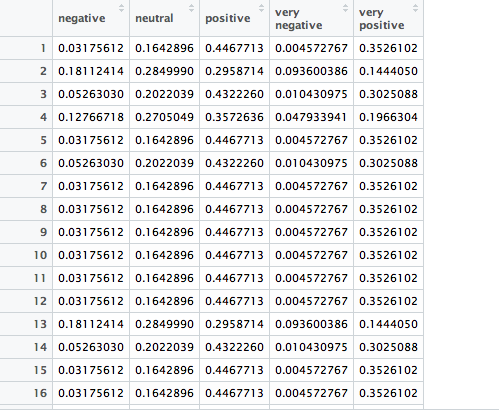 negative neutral positive very negative very positive
1 0.03175612 0.1642896 0.4467713 0.004572767 0.3526102
2 0.18112414 0.2849990 0.2958714 0.093600386 0.1444050
3 0.05263030 0.2022039 0.4322260 0.010430975 0.3025088
4 0.12766718 0.2705049 0.3572636 0.047933941 0.1966304
5 0.03175612 0.1642896 0.4467713 0.004572767 0.3526102
6 0.05263030 0.2022039 0.4322260 0.010430975 0.3025088
7 0.03175612 0.1642896 0.4467713 0.004572767 0.3526102
8 0.03175612 0.1642896 0.4467713 0.004572767 0.3526102
9 0.03175612 0.1642896 0.4467713 0.004572767 0.3526102
10 0.03175612 0.1642896 0.4467713 0.004572767 0.3526102
11 0.03175612 0.1642896 0.4467713 0.004572767 0.3526102
12 0.03175612 0.1642896 0.4467713 0.004572767 0.3526102
13 0.18112414 0.2849990 0.2958714 0.093600386 0.1444050
14 0.05263030 0.2022039 0.4322260 0.010430975 0.3025088
15 0.03175612 0.1642896 0.4467713 0.004572767 0.3526102
16 0.03175612 0.1642896 0.4467713 0.004572767 0.3526102